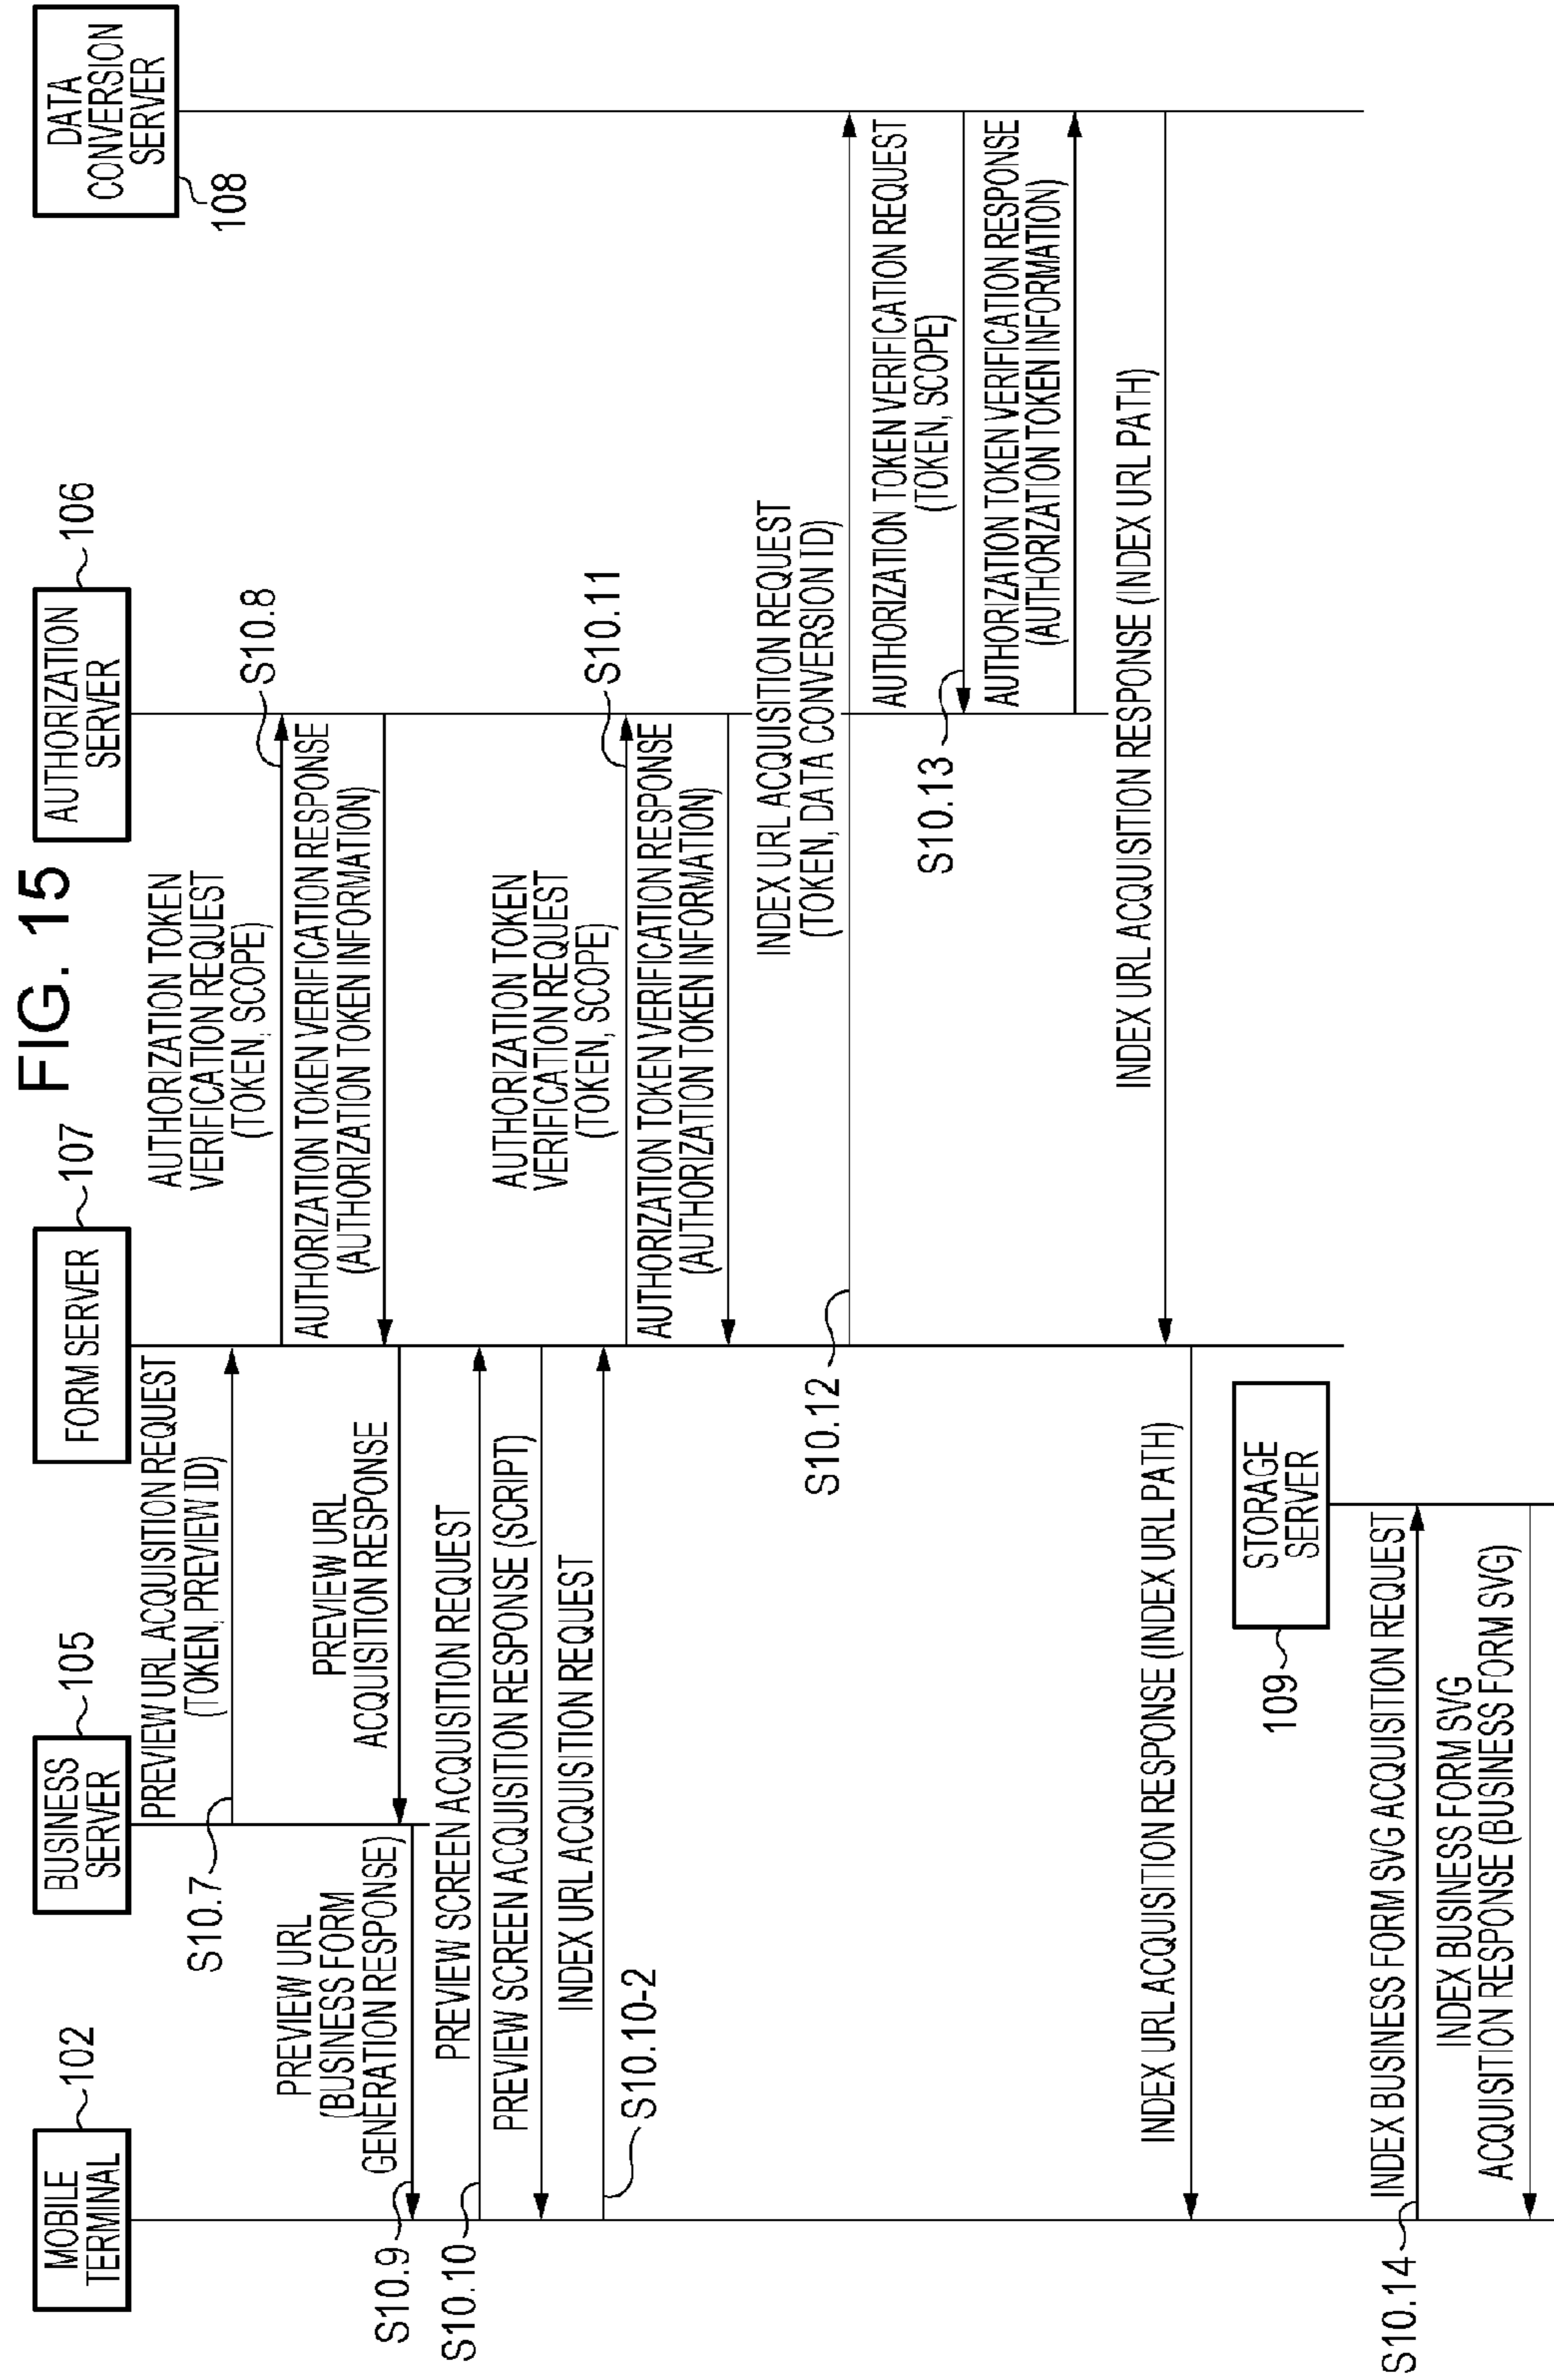 FIG. 15
MOBILE
TERMINAL
102
BUSINESS
SERVER
105
FORM SERVER
107
AUTHORIZATION
SERVER
106
DATA
CONVERSION
SERVER
108
PREVIEW URL ACQUISITION REQUEST
(TOKEN, PREVIEW ID)
S10.7
AUTHORIZATION TOKEN
VERIFICATION REQUEST
(TOKEN, SCOPE)
S10.8
AUTHORIZATION TOKEN VERIFICATION RESPONSE
(AUTHORIZATION TOKEN INFORMATION)
PREVIEW URL
ACQUISITION RESPONSE
PREVIEW URL
(BUSINESS FORM
GENERATION RESPONSE)
S10.9
PREVIEW SCREEN ACQUISITION REQUEST
S10.10
PREVIEW SCREEN ACQUISITION RESPONSE (SCRIPT)
INDEX URL ACQUISITION REQUEST
S10.10-2
AUTHORIZATION TOKEN
VERIFICATION REQUEST
(TOKEN, SCOPE)
S10.11
AUTHORIZATION TOKEN VERIFICATION RESPONSE
(AUTHORIZATION TOKEN INFORMATION)
INDEX URL ACQUISITION REQUEST
(TOKEN, DATA CONVERSION ID)
S10.12
AUTHORIZATION TOKEN VERIFICATION REQUEST
(TOKEN, SCOPE)
S10.13
AUTHORIZATION TOKEN VERIFICATION RESPONSE
(AUTHORIZATION TOKEN INFORMATION)
INDEX URL ACQUISITION RESPONSE (INDEX URL PATH)
INDEX URL ACQUISITION RESPONSE (INDEX URL PATH)
STORAGE
SERVER
109
INDEX BUSINESS FORM SVG ACQUISITION REQUEST
S10.14
INDEX BUSINESS FORM SVG
ACQUISITION RESPONSE (BUSINESS FORM SVG)